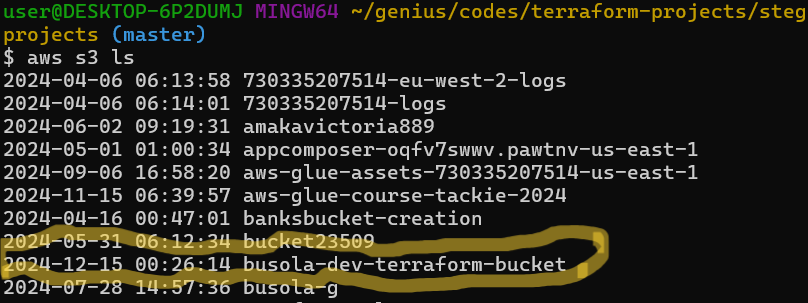 user@DESKTOP-6P2DUMJ MINGW64 ~/genius/codes/terraform-projects/steg
projects (master)
$ aws s3 ls
2024-04-06 06:13:58 730335207514-eu-west-2-logs
2024-04-06 06:14:01 730335207514-logs
2024-06-02 09:19:31 amakavictoria889
2024-05-01 01:00:34 appcomposer-oqfv7swwwv.pawtnv-us-east-1
2024-09-06 16:58:20 aws-glue-assets-730335207514-us-east-1
2024-11-15 06:39:57 aws-glue-course-tackie-2024
2024-04-16 00:47:01 banksbucket-creation
2024-05-31 06:12:34 bucket23509
2024-12-15 00:26:14 busola-dev-terraform-bucket
2024-07-28 14:57:36 busola-g